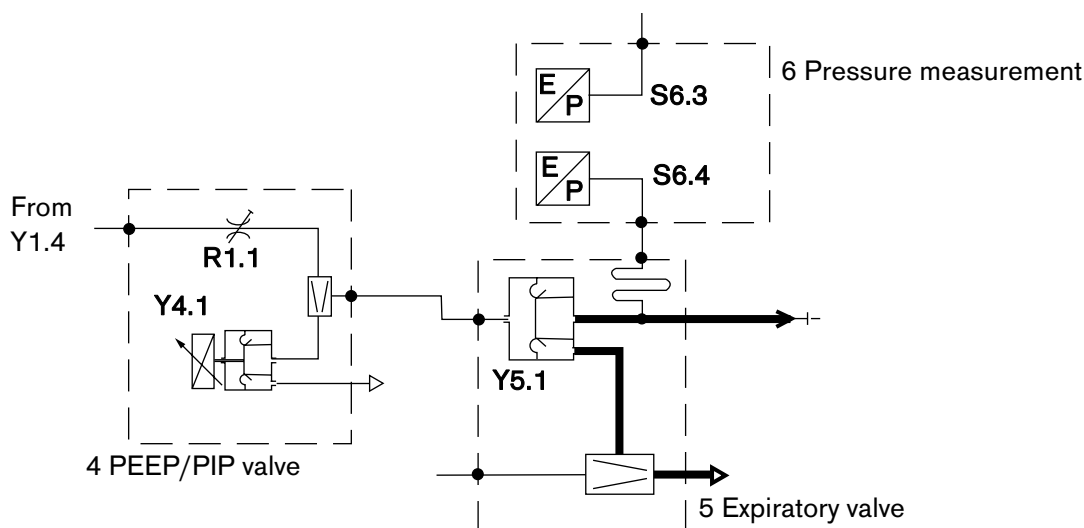 6 Pressure measurement
E
P
S6.3
E
P
S6.4
From
Y1.4
R1.1
Y4.1
Y5.1
4 PEEP/PIP valve
5 Expiratory valve